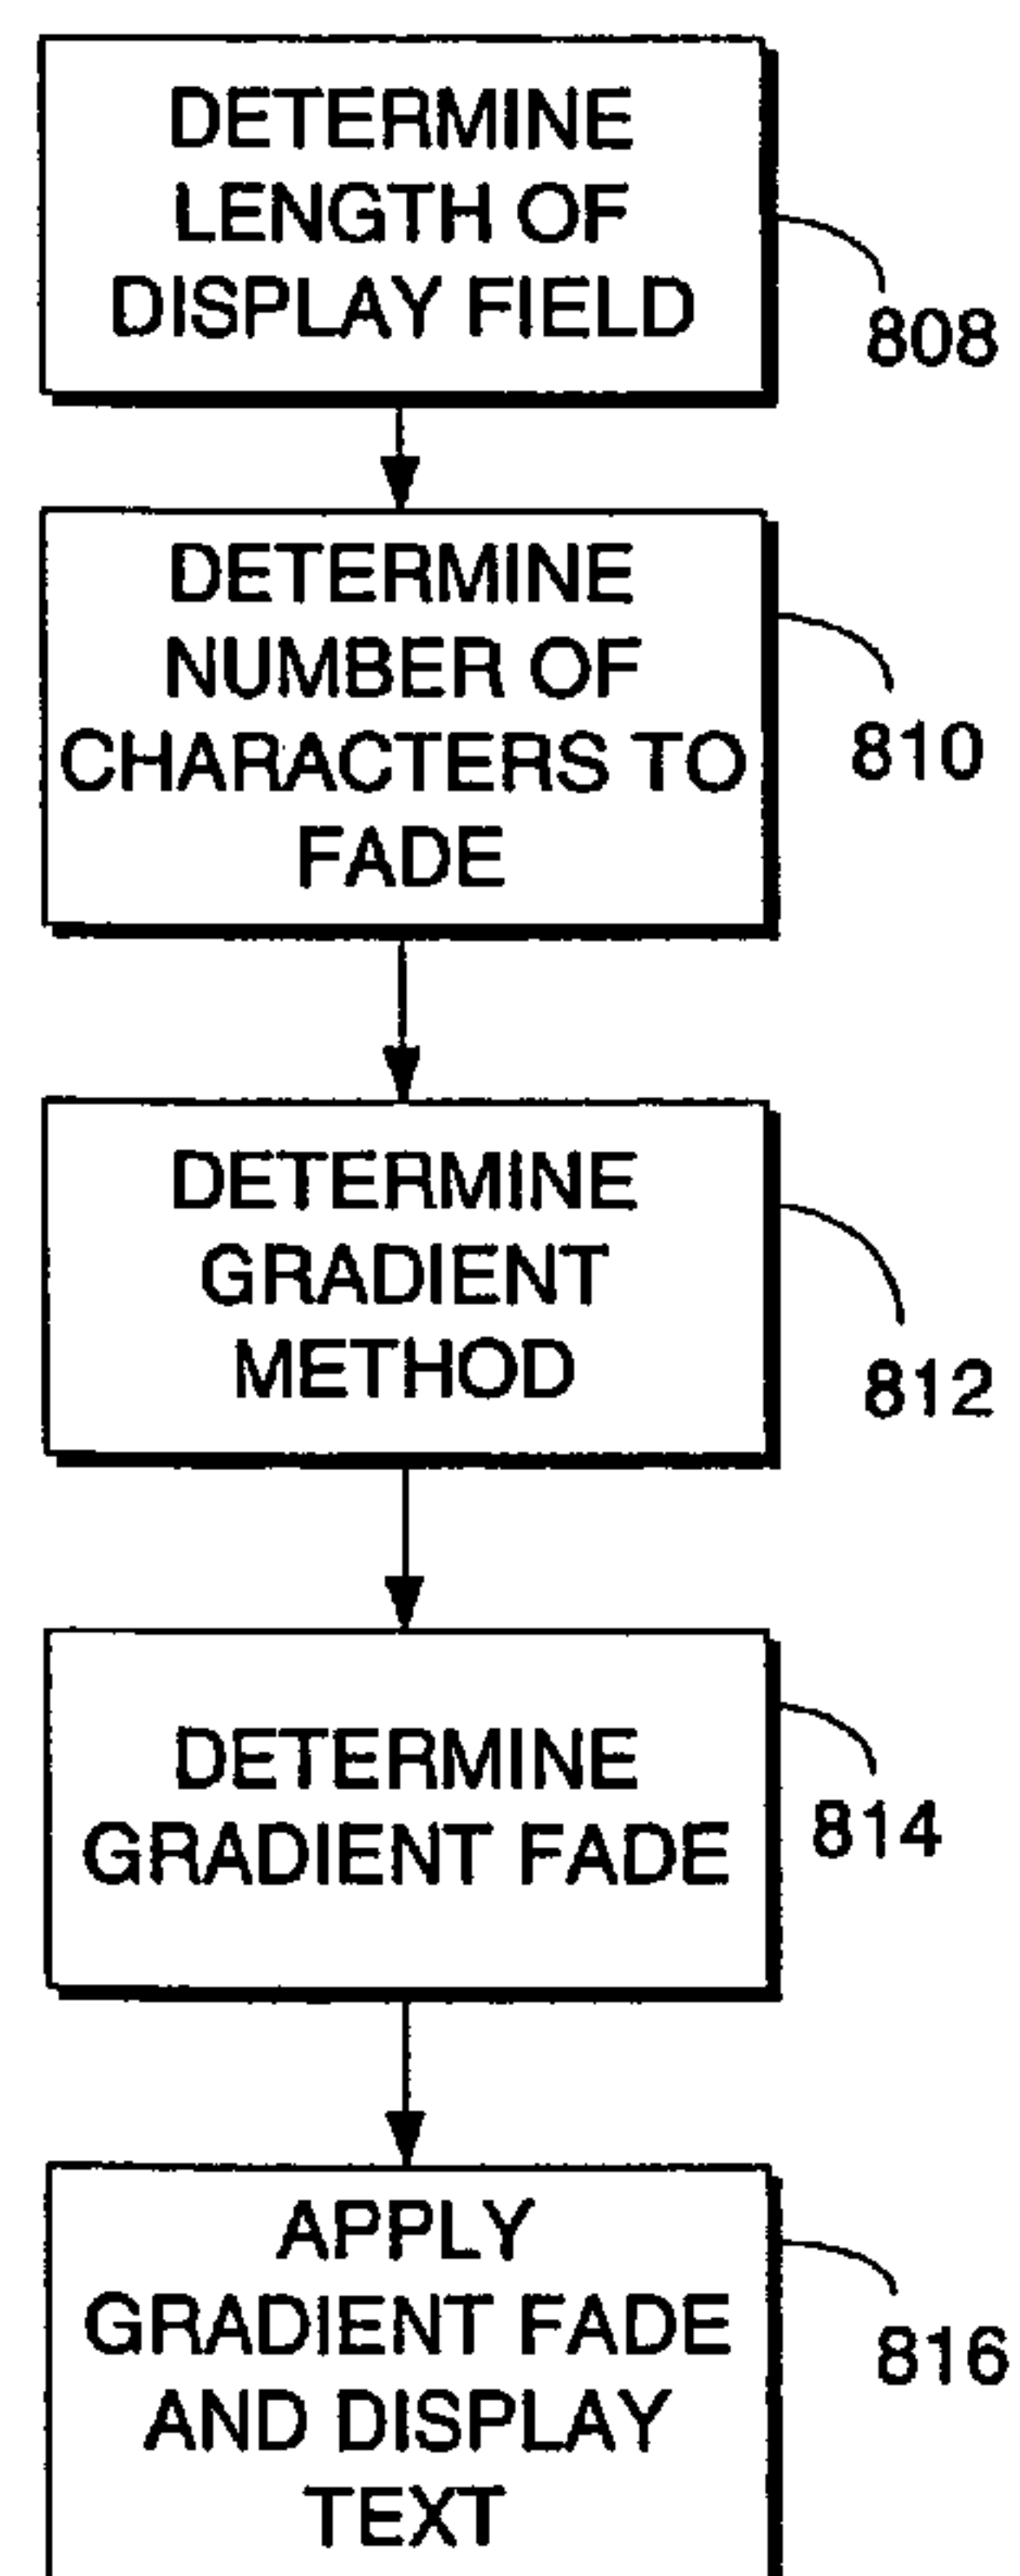 DETERMINE
LENGTH OF
DISPLAY FIELD
808
DETERMINE
NUMBER OF
CHARACTERS TO
FADE
810
DETERMINE
GRADIENT
METHOD
812
DETERMINE
GRADIENT FADE
814
APPLY
GRADIENT FADE
AND DISPLAY
TEXT
816